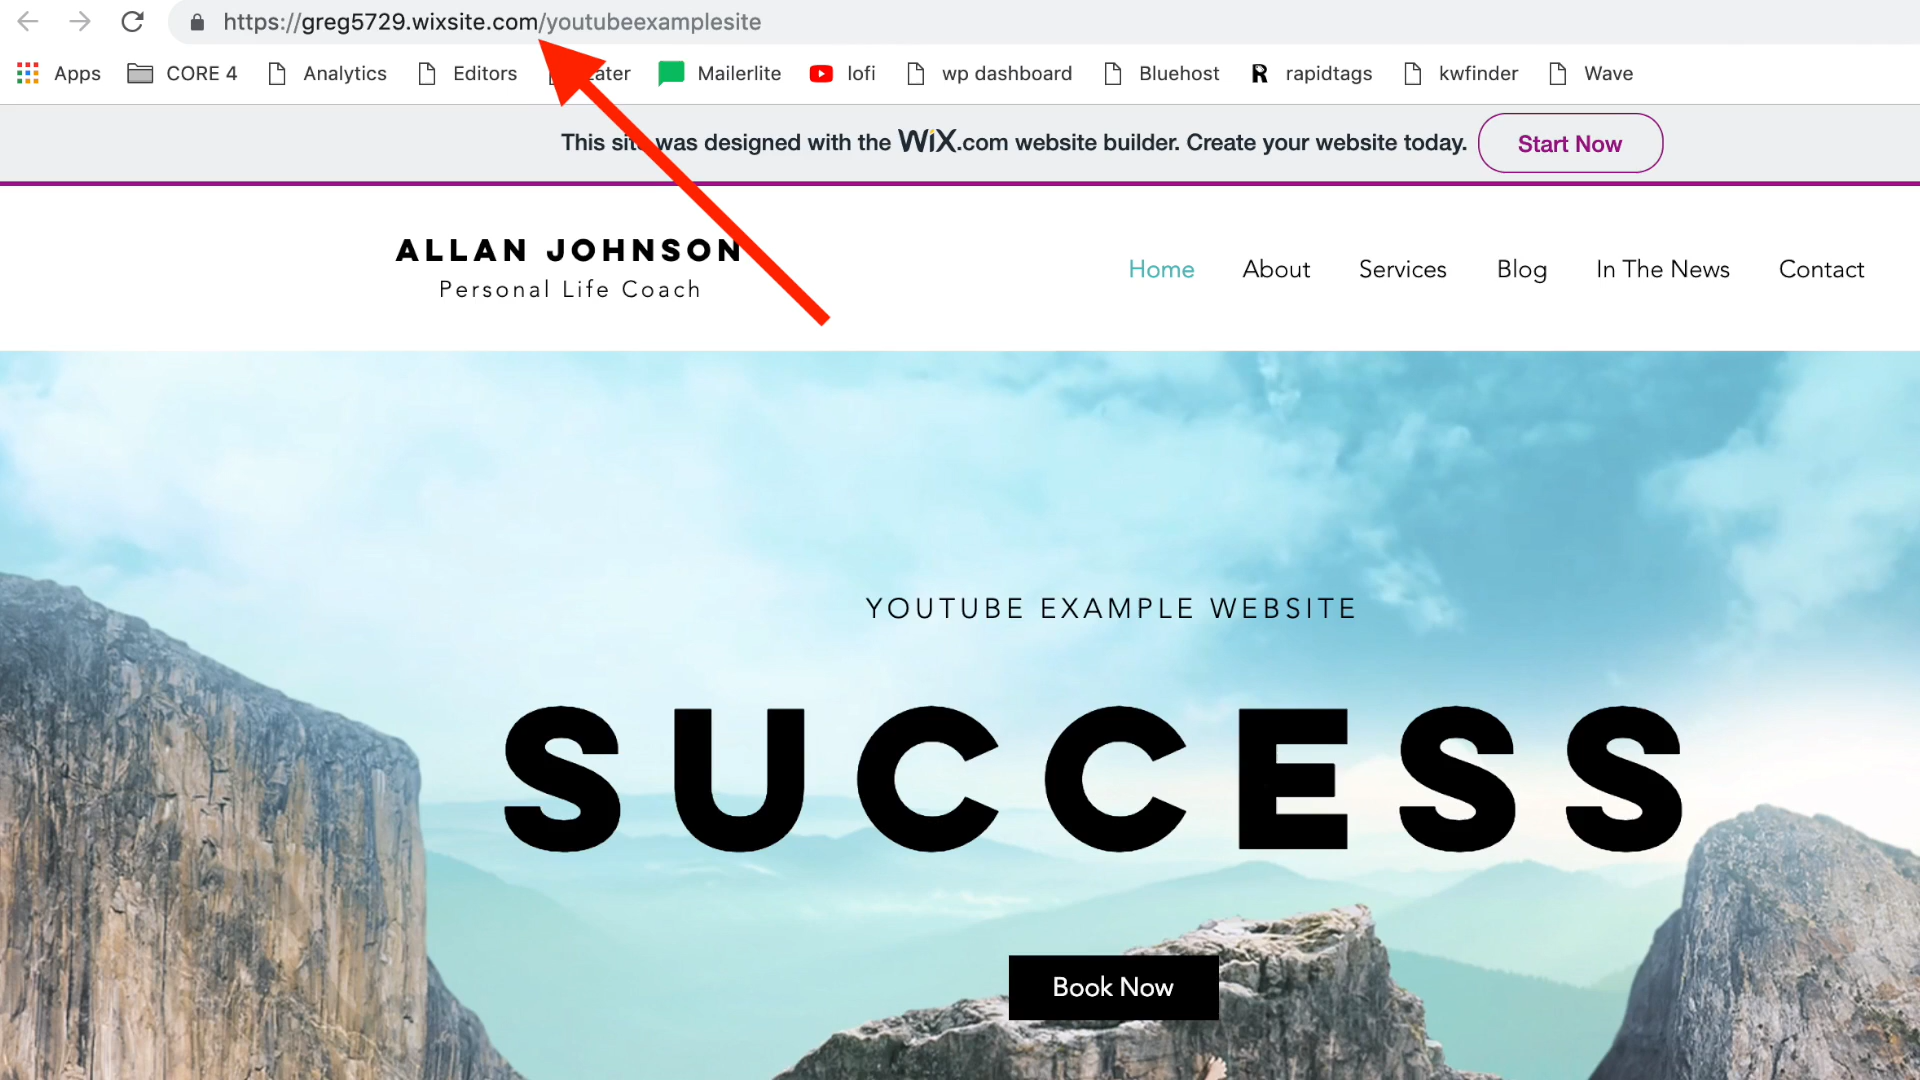 https://greg5729.wixsite.com/youtubeexamplesite
Apps CORE 4 Analytics Editors Mailerlite lofi wp dashboard Bluehost rapidtags kwfinder Wave
This site was designed with the WiX.com website builder. Create your website today. Start Now
ALLAN JOHNSON
Personal Life Coach
Home About Services Blog In The News Contact
YOUTUBE EXAMPLE WEBSITE
SUCCESS
Book Now